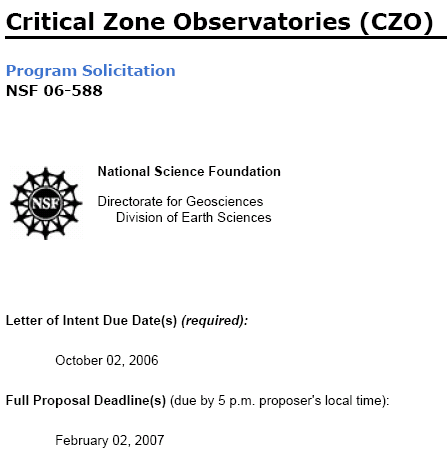 Critical Zone Observatories (CZO)
Program Solicitation
NSF 06-588
NSF
National Science Foundation
Directorate for Geosciences
Division of Earth Sciences
Letter of Intent Due Date(s) (required):
October 02, 2006
Full Proposal Deadline(s) (due by 5 p.m. proposer's local time):
February 02, 2007